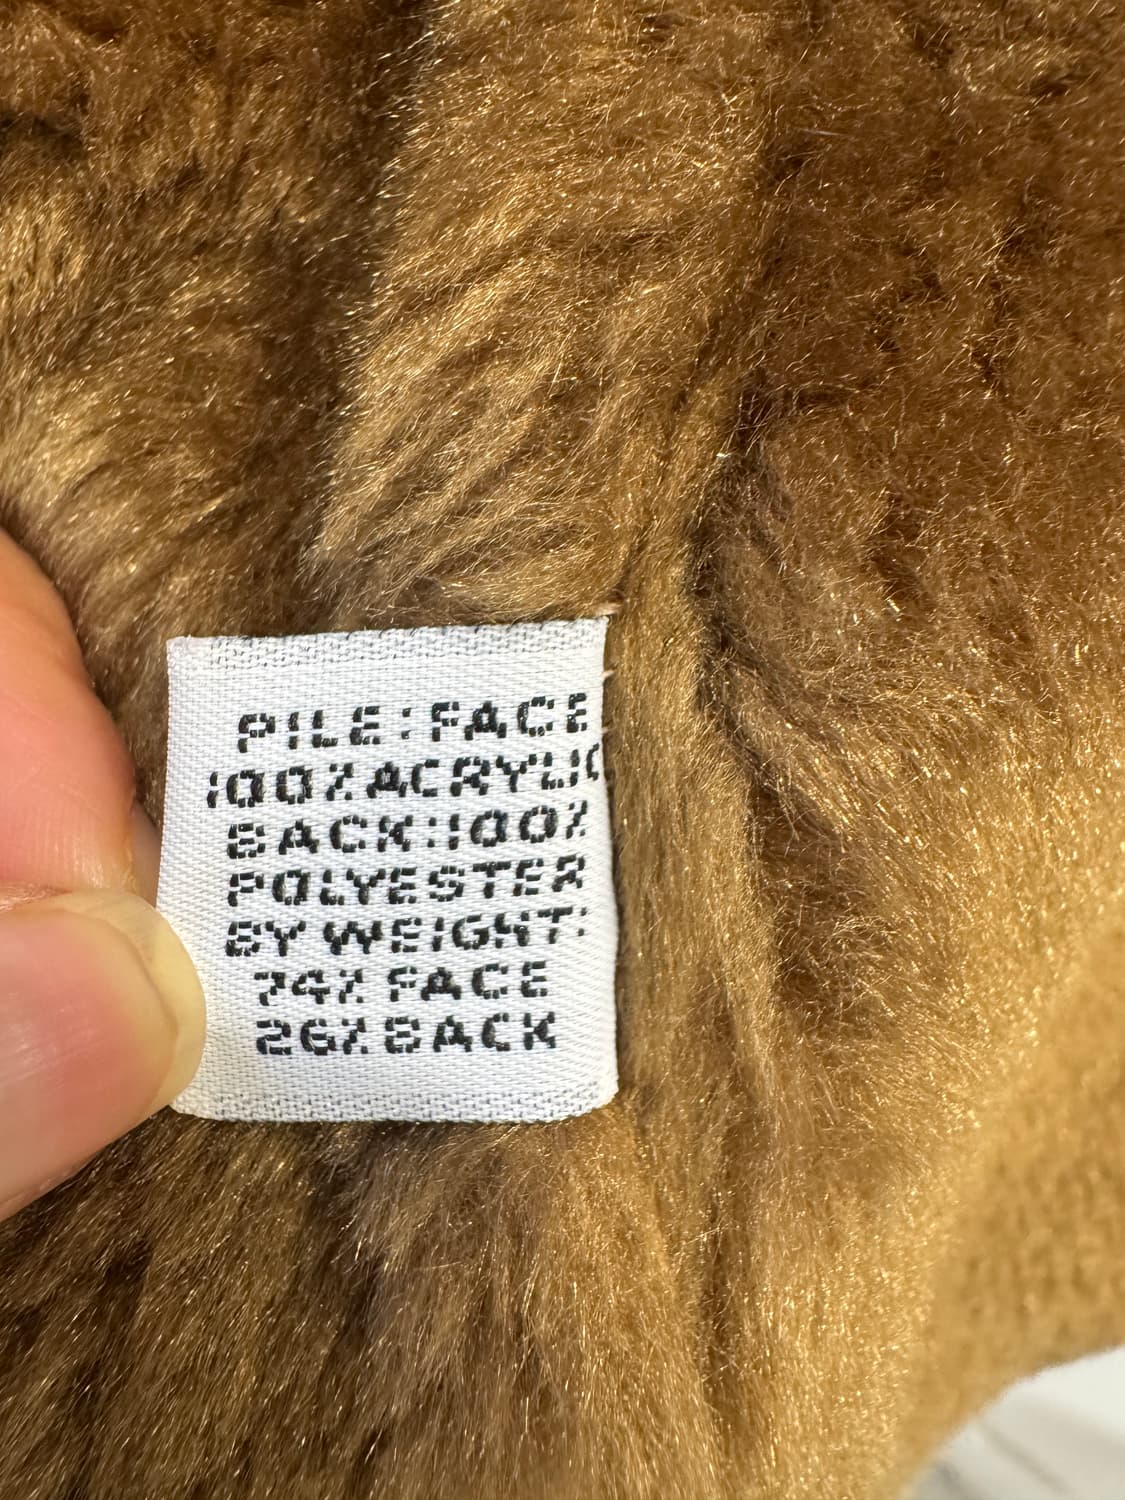 PILE:FACE
100%ACRYLIC
BACK:100%
POLYESTER
BY WEIGHT:
74% FACE
26% BACK